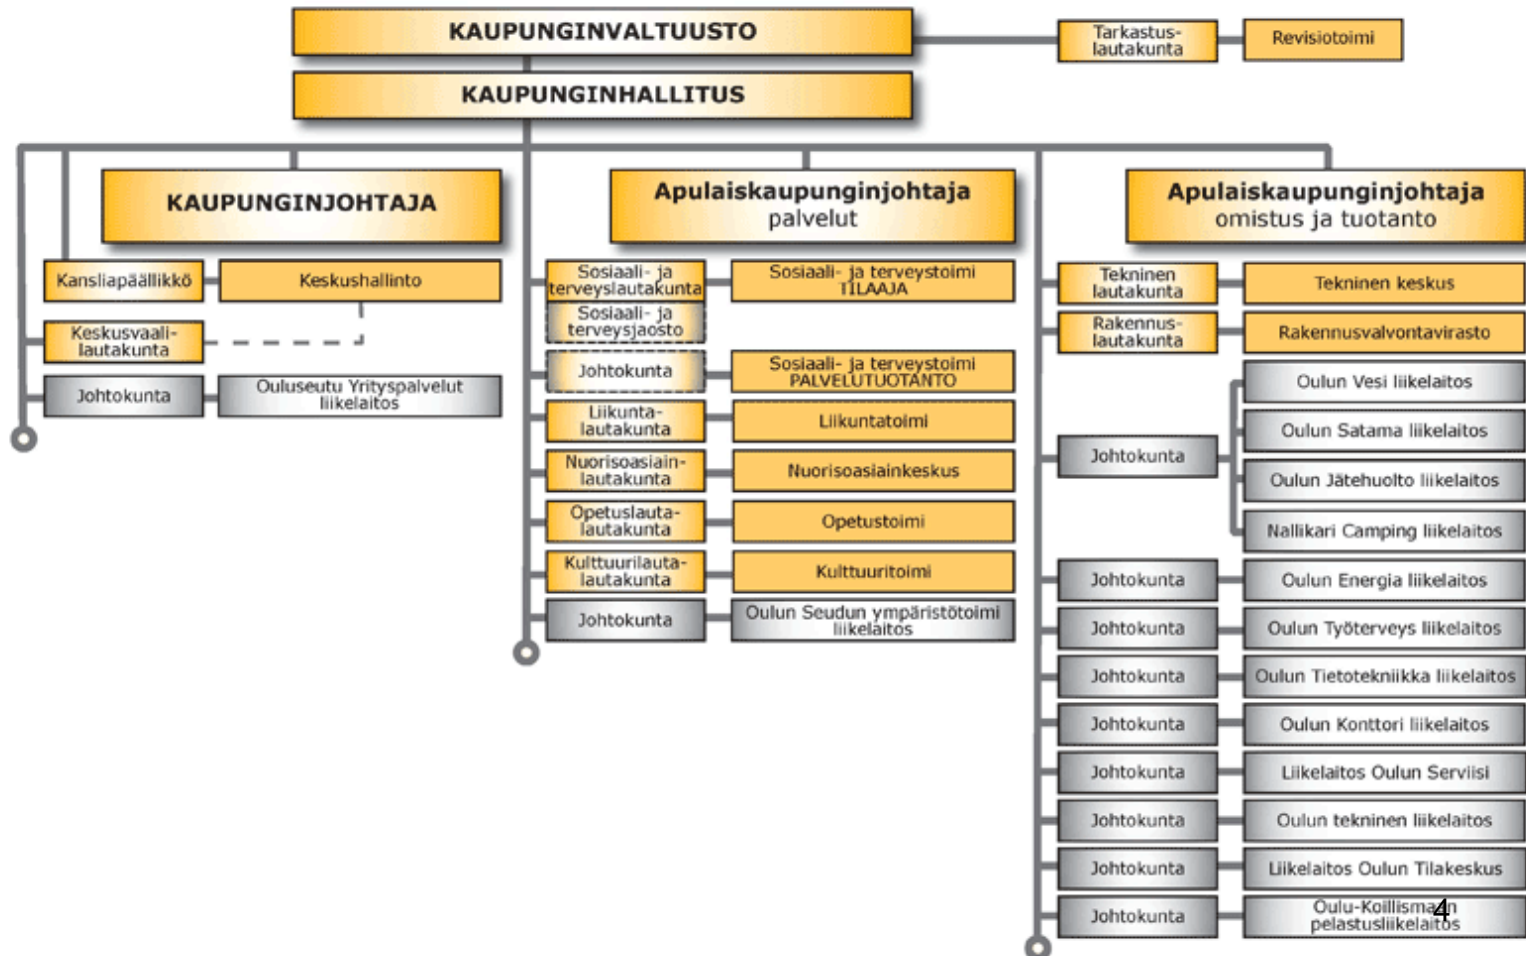 KAUPUNGINVALTUUSTO
Tarkastus-
lautakunta
Revisiotoimi
KAUPUNGINHALLITUS
KAUPUNGINJOHTAJA
Kansliapäällikkö
Keskushallinto
Keskusvaali-
lautakunta
Johtokunta
Ouluseutu Yrityspalvelut
liikelaitos
Apulaiskaupunginjohtaja
palvelut
Sosiaali- ja
terveyslautakunta
Sosiaali- ja terveystoimi
TILAAJA
Sosiaali- ja
terveysjaosto
Johtokunta
Sosiaali- ja terveystoimi
PALVELUTUOTANTO
Liikunta-
lautakunta
Liikuntatoimi
Nuorisoasiain-
lautakunta
Nuorisoasiainkeskus
Opetuslauta-
lautakunta
Opetustoimi
Kulttuurilauta-
lautakunta
Kulttuuritoimi
Johtokunta
Oulun Seudun ympäristötoimi
liikelaitos
Apulaiskaupunginjohtaja
omistus ja tuotanto
Tekninen
lautakunta
Tekninen keskus
Rakennus-
lautakunta
Rakennusvalvontavirasto
Johtokunta
Oulun Vesi liikelaitos
Oulun Satama liikelaitos
Oulun Jätehuolto liikelaitos
Nallikari Camping liikelaitos
Johtokunta
Oulun Energia liikelaitos
Johtokunta
Oulun Työterveys liikelaitos
Johtokunta
Oulun Tietotekniikka liikelaitos
Johtokunta
Oulun Konttori liikelaitos
Johtokunta
Liikelaitos Oulun Serviisi
Johtokunta
Oulun tekninen liikelaitos
Johtokunta
Liikelaitos Oulun Tilakeskus
Johtokunta
Oulu-Koillismaan
pelastusliikelaitos
4